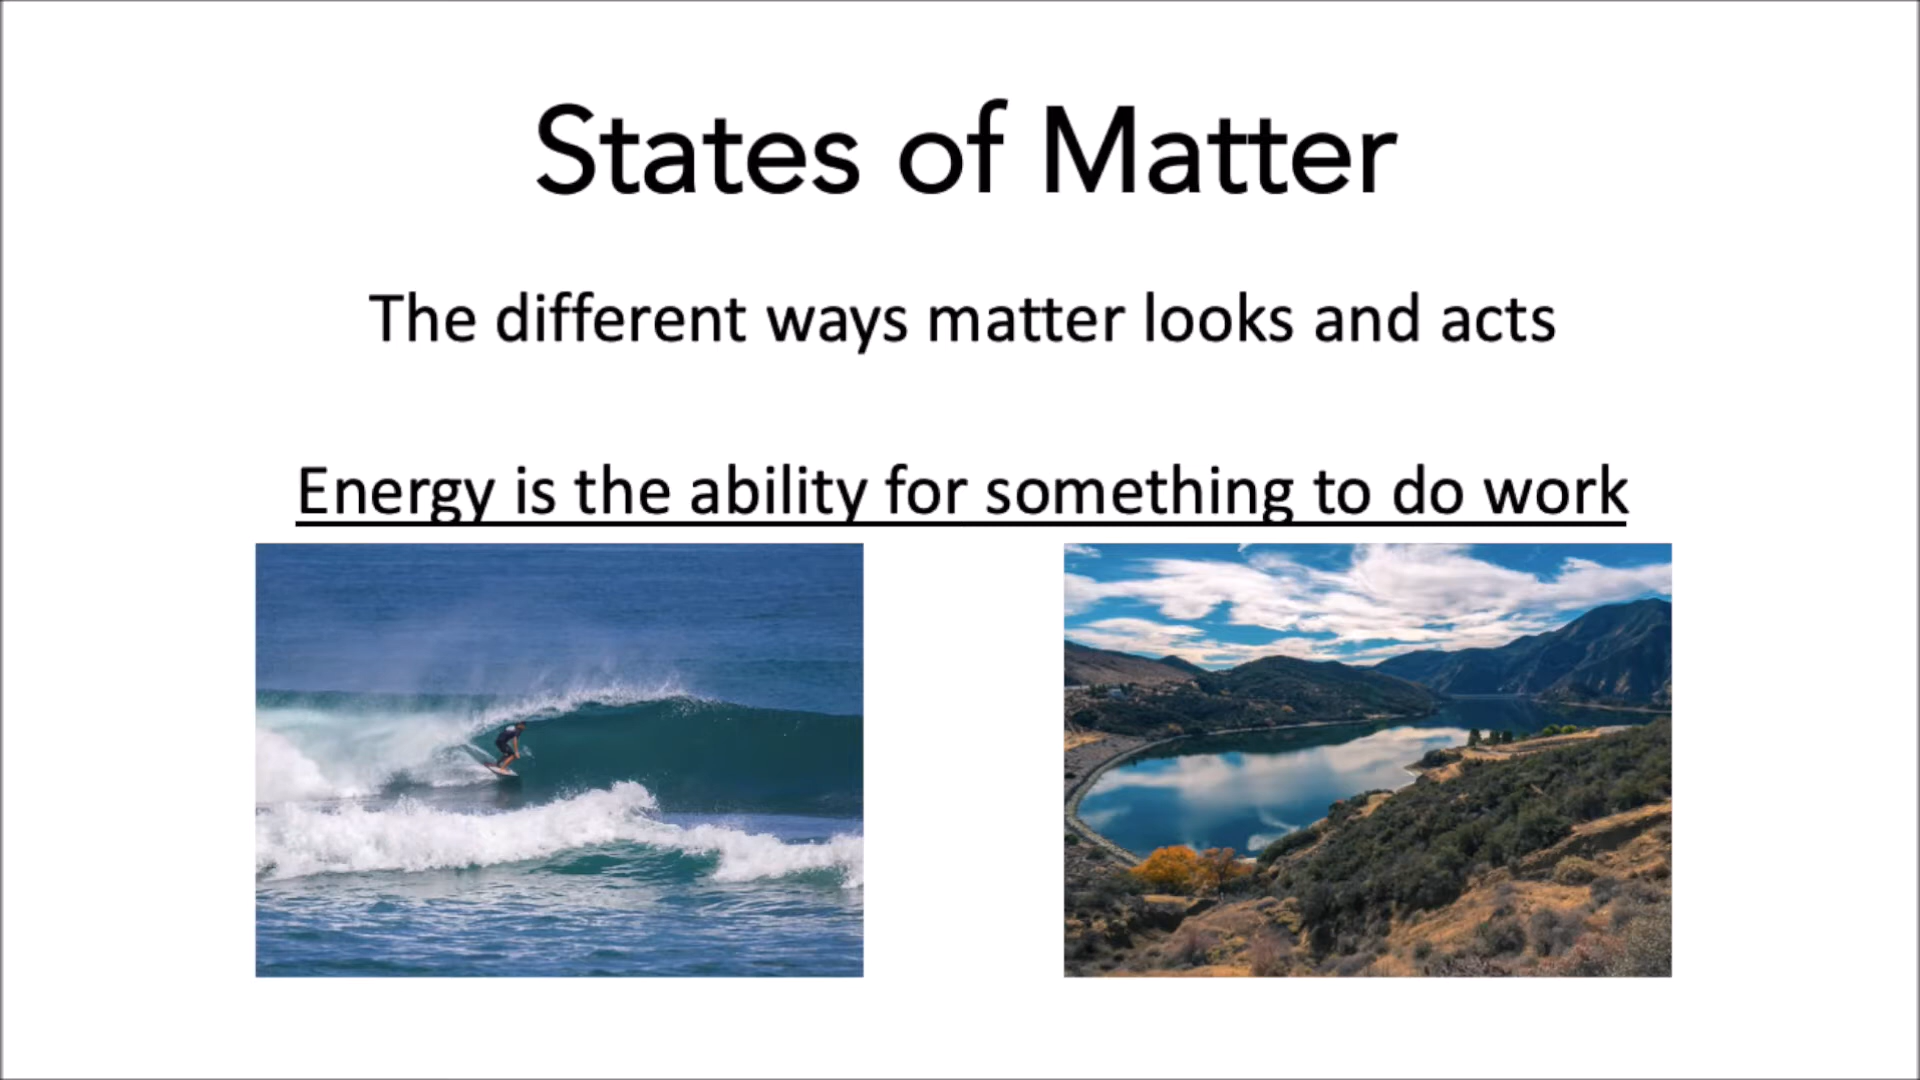 States of Matter
The different ways matter looks and acts
Energy is the ability for something to do work